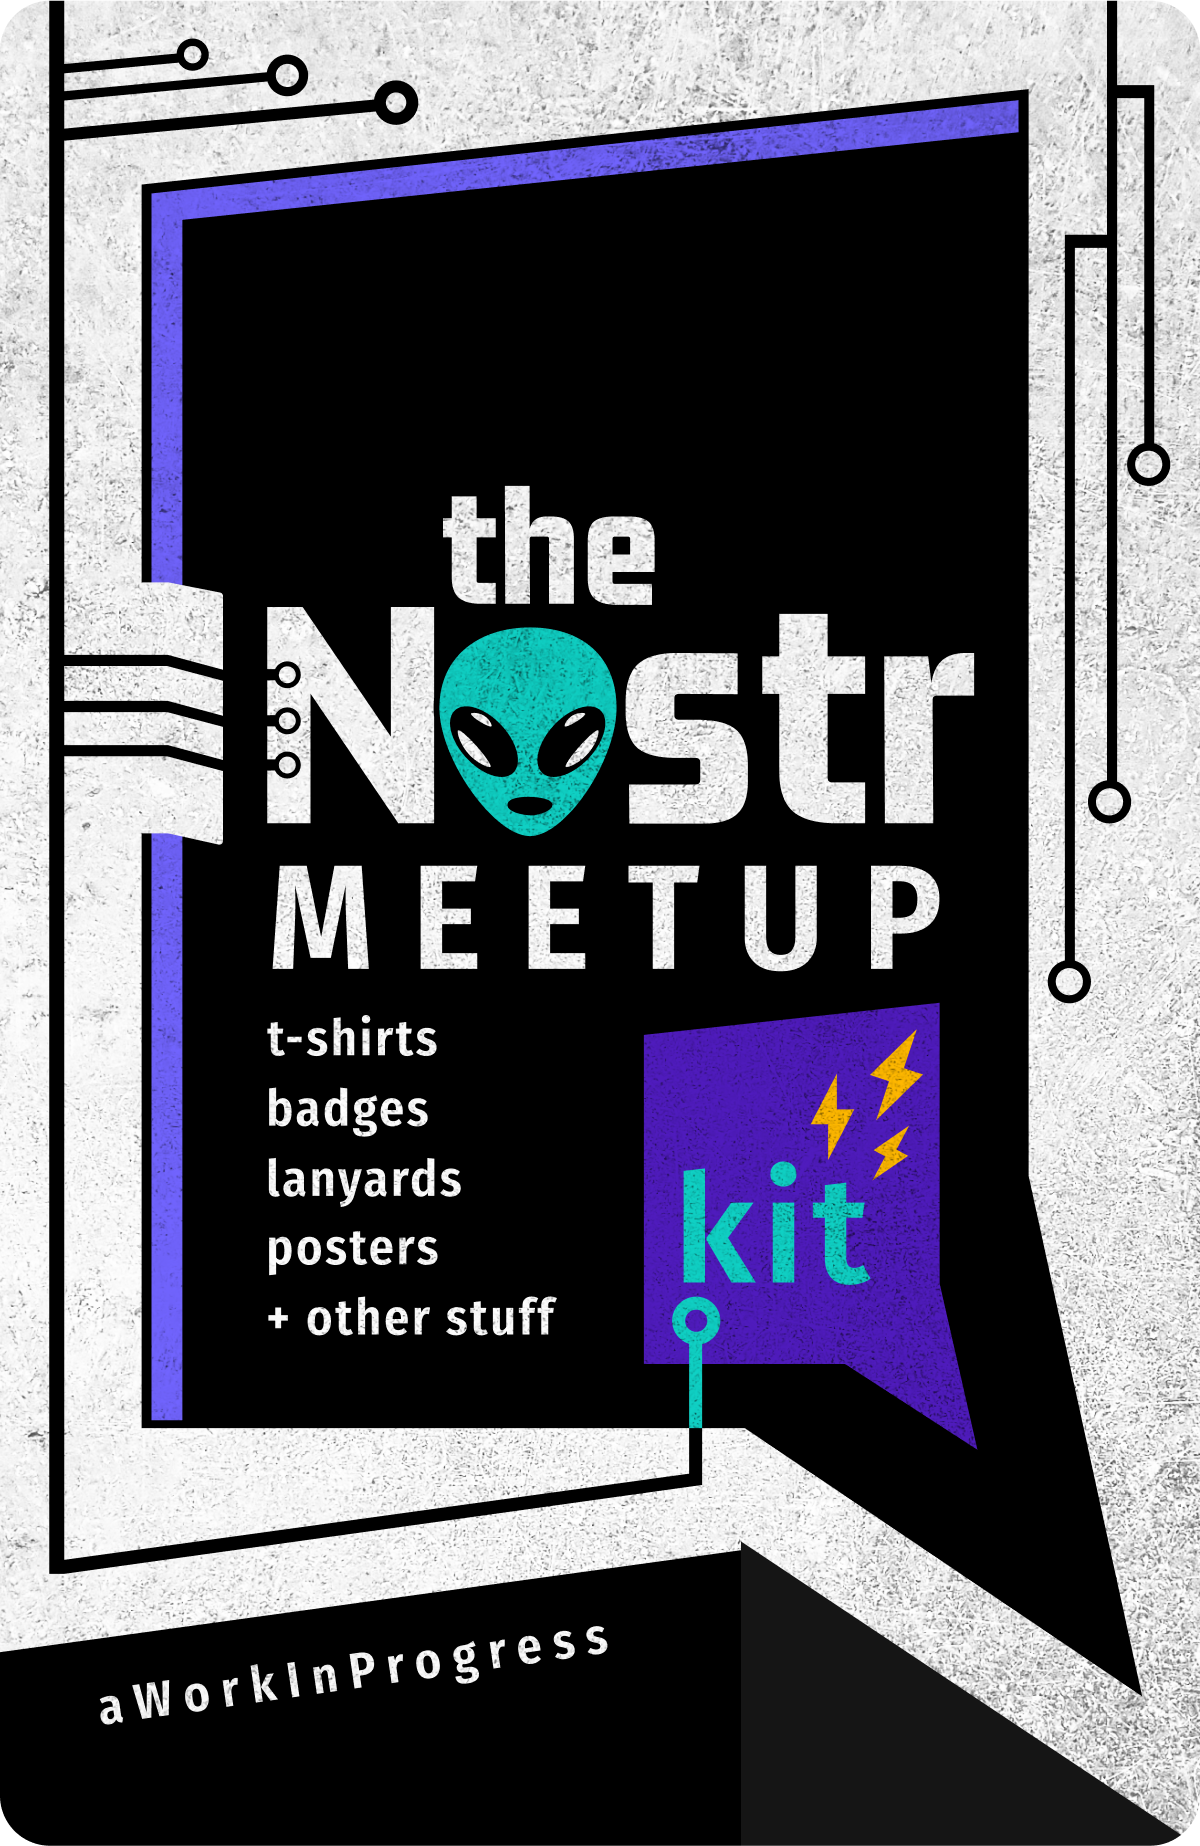 the
Nostr
MEETUP
t-shirts
badges
lanyards
posters
+ other stuff
kit
aWorkInProgress